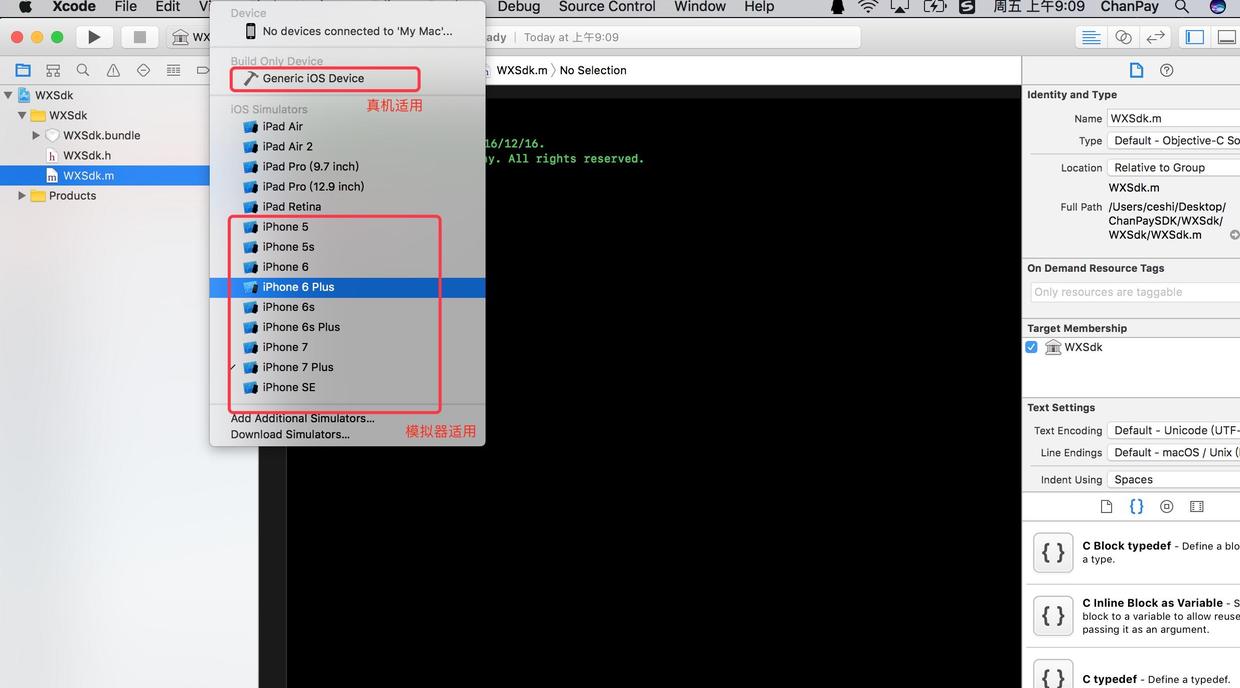 Xcode File Edit Debug Source Control Window Help 周五 上午9:09 ChanPay
Device
No devices connected to 'My Mac'...
Build Only Device
Generic iOS Device
真机适用
iOS Simulators
iPad Air
iPad Air 2
iPad Pro (9.7 inch)
iPad Pro (12.9 inch)
iPad Retina
iPhone 5
iPhone 5s
iPhone 6
iPhone 6 Plus
iPhone 6s
iPhone 6s Plus
iPhone 7
iPhone 7 Plus
iPhone SE
Add Additional Simulators...
Download Simulators...
模拟器适用
Today at 上午9:09
WXSdk
WXSdk
WXSdk.bundle
WXSdk.h
WXSdk.m
Products
WXSdk.m No Selection
16/12/16.
All rights reserved.
Identity and Type
Name WXSdk.m
Type Default - Objective-C So
Location Relative to Group
WXSdk.m
Full Path /Users/ceshi/Desktop/
ChanPaySDK/WXSdk/
WXSdk/WXSdk.m
On Demand Resource Tags
Only resources are taggable
Target Membership
WXSdk
Text Settings
Text Encoding Default - Unicode (UTF-
Line Endings Default - macOS / Unix (
Indent Using Spaces
{ } C Block typedef - Define a blo
a type.
{ } C Inline Block as Variable - S
block to a variable to allow reuse
passing it as an argument.
{ } C typedef - Define a typedef.